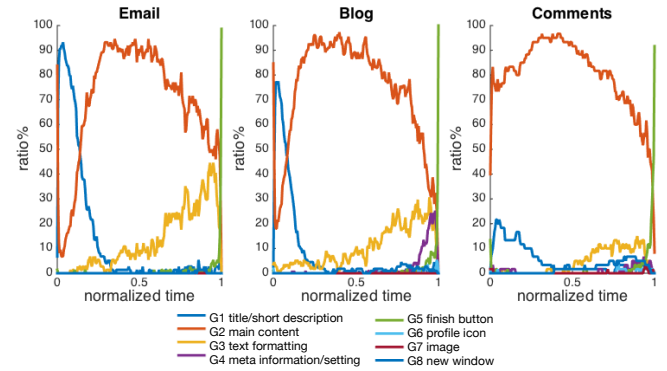 Email
Blog
Comments
100
90
80
70
60
50
40
30
20
10
0
ratio%
0
0.5
1
normalized time
100
90
80
70
60
50
40
30
20
10
0
ratio%
0
0.5
1
normalized time
100
90
80
70
60
50
40
30
20
10
0
ratio%
0
0.5
1
normalized time
G1 title/short description
G2 main content
G3 text formatting
G4 meta information/setting
G5 finish button
G6 profile icon
G7 image
G8 new window